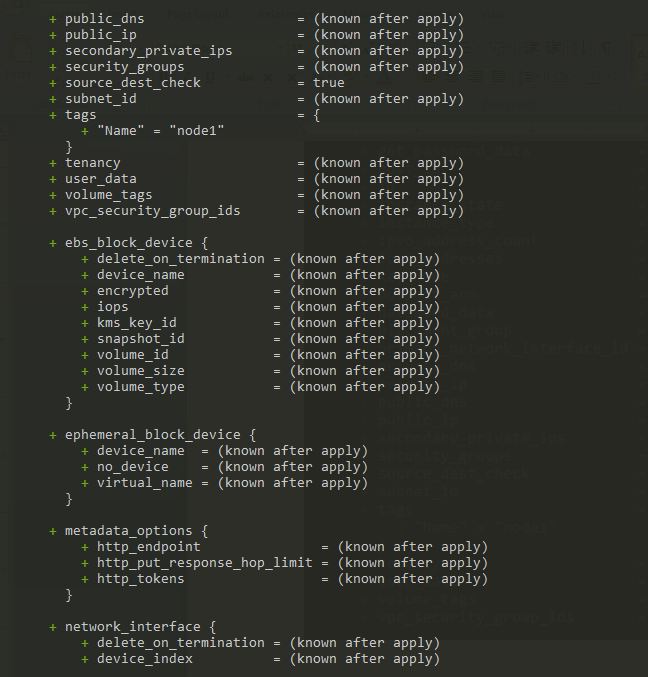 + public_dns = (known after apply)
+ public_ip = (known after apply)
+ secondary_private_ips = (known after apply)
+ security_groups = (known after apply)
+ source_dest_check = true
+ subnet_id = (known after apply)
+ tags = {
+ "Name" = "node1"
}
+ tenancy = (known after apply)
+ user_data = (known after apply)
+ volume_tags = (known after apply)
+ vpc_security_group_ids = (known after apply)
+ ebs_block_device {
+ delete_on_termination = (known after apply)
+ device_name = (known after apply)
+ encrypted = (known after apply)
+ iops = (known after apply)
+ kms_key_id = (known after apply)
+ snapshot_id = (known after apply)
+ volume_id = (known after apply)
+ volume_size = (known after apply)
+ volume_type = (known after apply)
}
+ ephemeral_block_device {
+ device_name = (known after apply)
+ no_device = (known after apply)
+ virtual_name = (known after apply)
}
+ metadata_options {
+ http_endpoint = (known after apply)
+ http_put_response_hop_limit = (known after apply)
+ http_tokens = (known after apply)
}
+ network_interface {
+ delete_on_termination = (known after apply)
+ device_index = (known after apply)